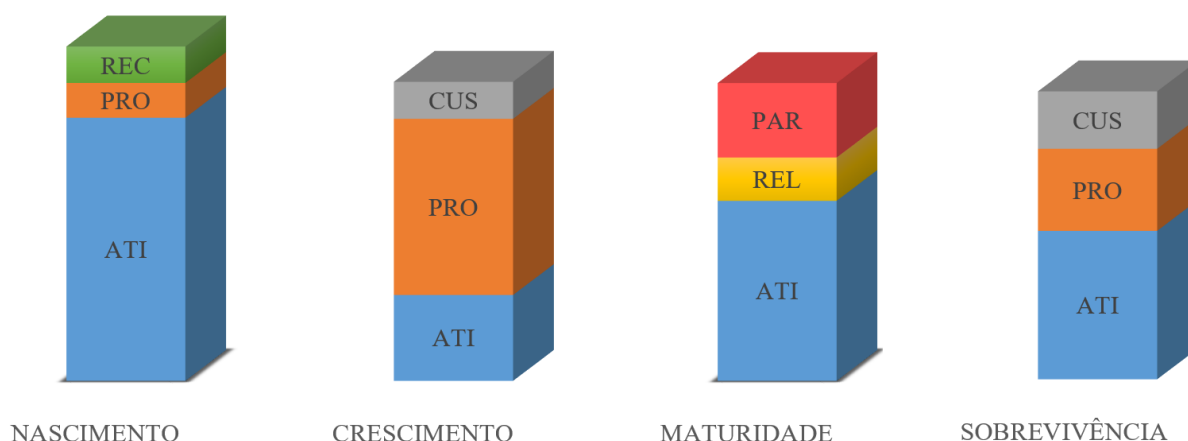 REC
PRO
ATI
NASCIMENTO
CUS
PRO
ATI
CRESCIMENTO
PAR
REL
ATI
MATURIDADE
CUS
PRO
ATI
SOBREVIVÊNCIA